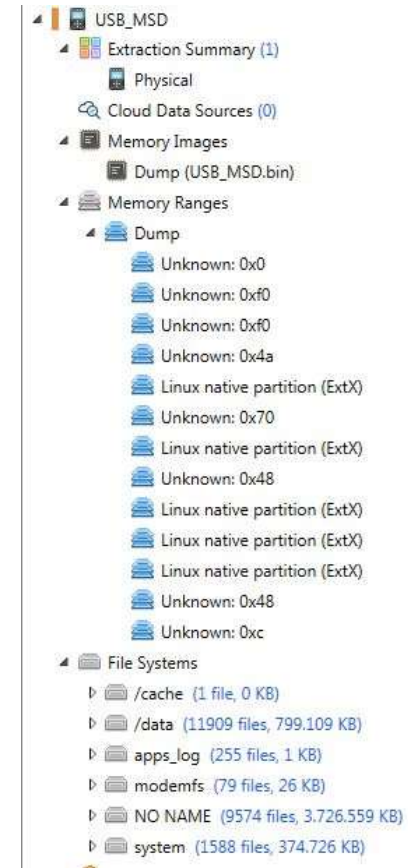 USB_MSD
Extraction Summary (1)
Physical
Cloud Data Sources (0)
Memory Images
Dump (USB_MSD.bin)
Memory Ranges
Dump
Unknown: 0x0
Unknown: 0xf0
Unknown: 0xf0
Unknown: 0x4a
Linux native partition (ExtX)
Unknown: 0x70
Linux native partition (ExtX)
Unknown: 0x48
Linux native partition (ExtX)
Linux native partition (ExtX)
Linux native partition (ExtX)
Unknown: 0x48
Unknown: 0xc
File Systems
/cache (1 file, 0 KB)
/data (11909 files, 799.109 KB)
apps_log (255 files, 1 KB)
modemfs (79 files, 26 KB)
NO NAME (9574 files, 3.726.559 KB)
system (1588 files, 374.726 KB)